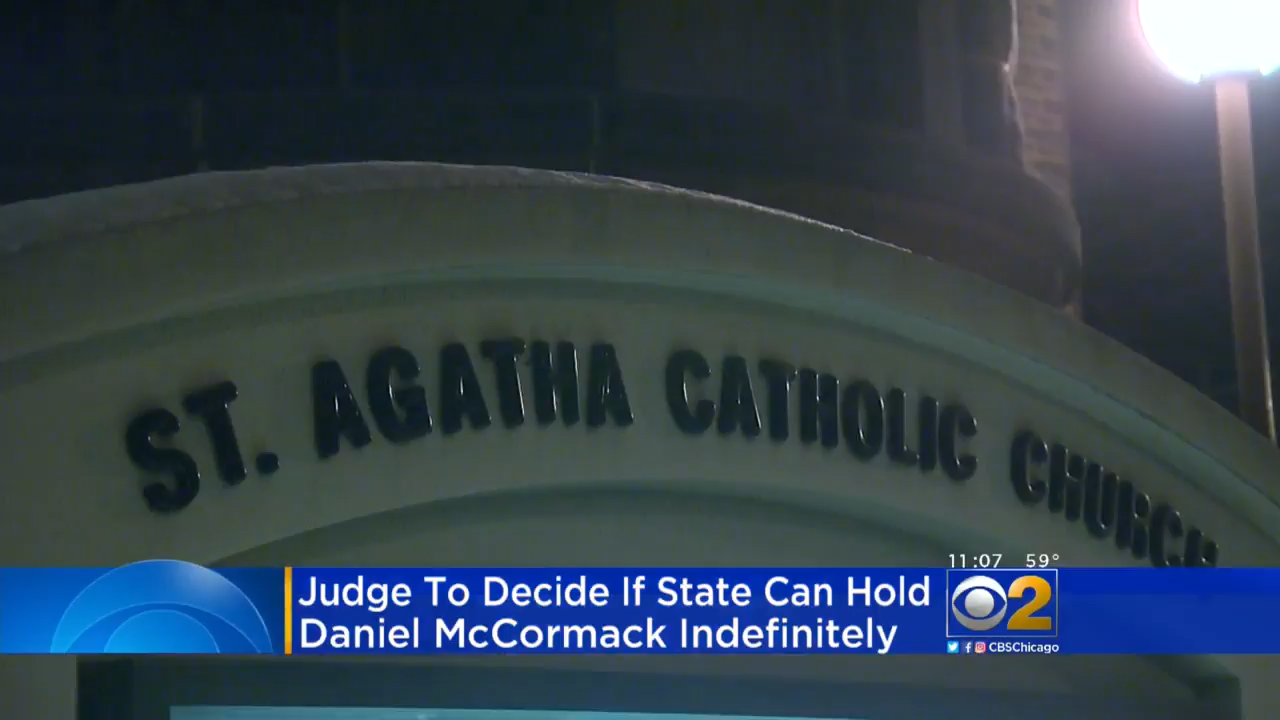 ST. AGATHA CATHOLIC CHURCH
Judge To Decide If State Can Hold
Daniel McCormack Indefinitely
11:07 59°
2
CBSChicago